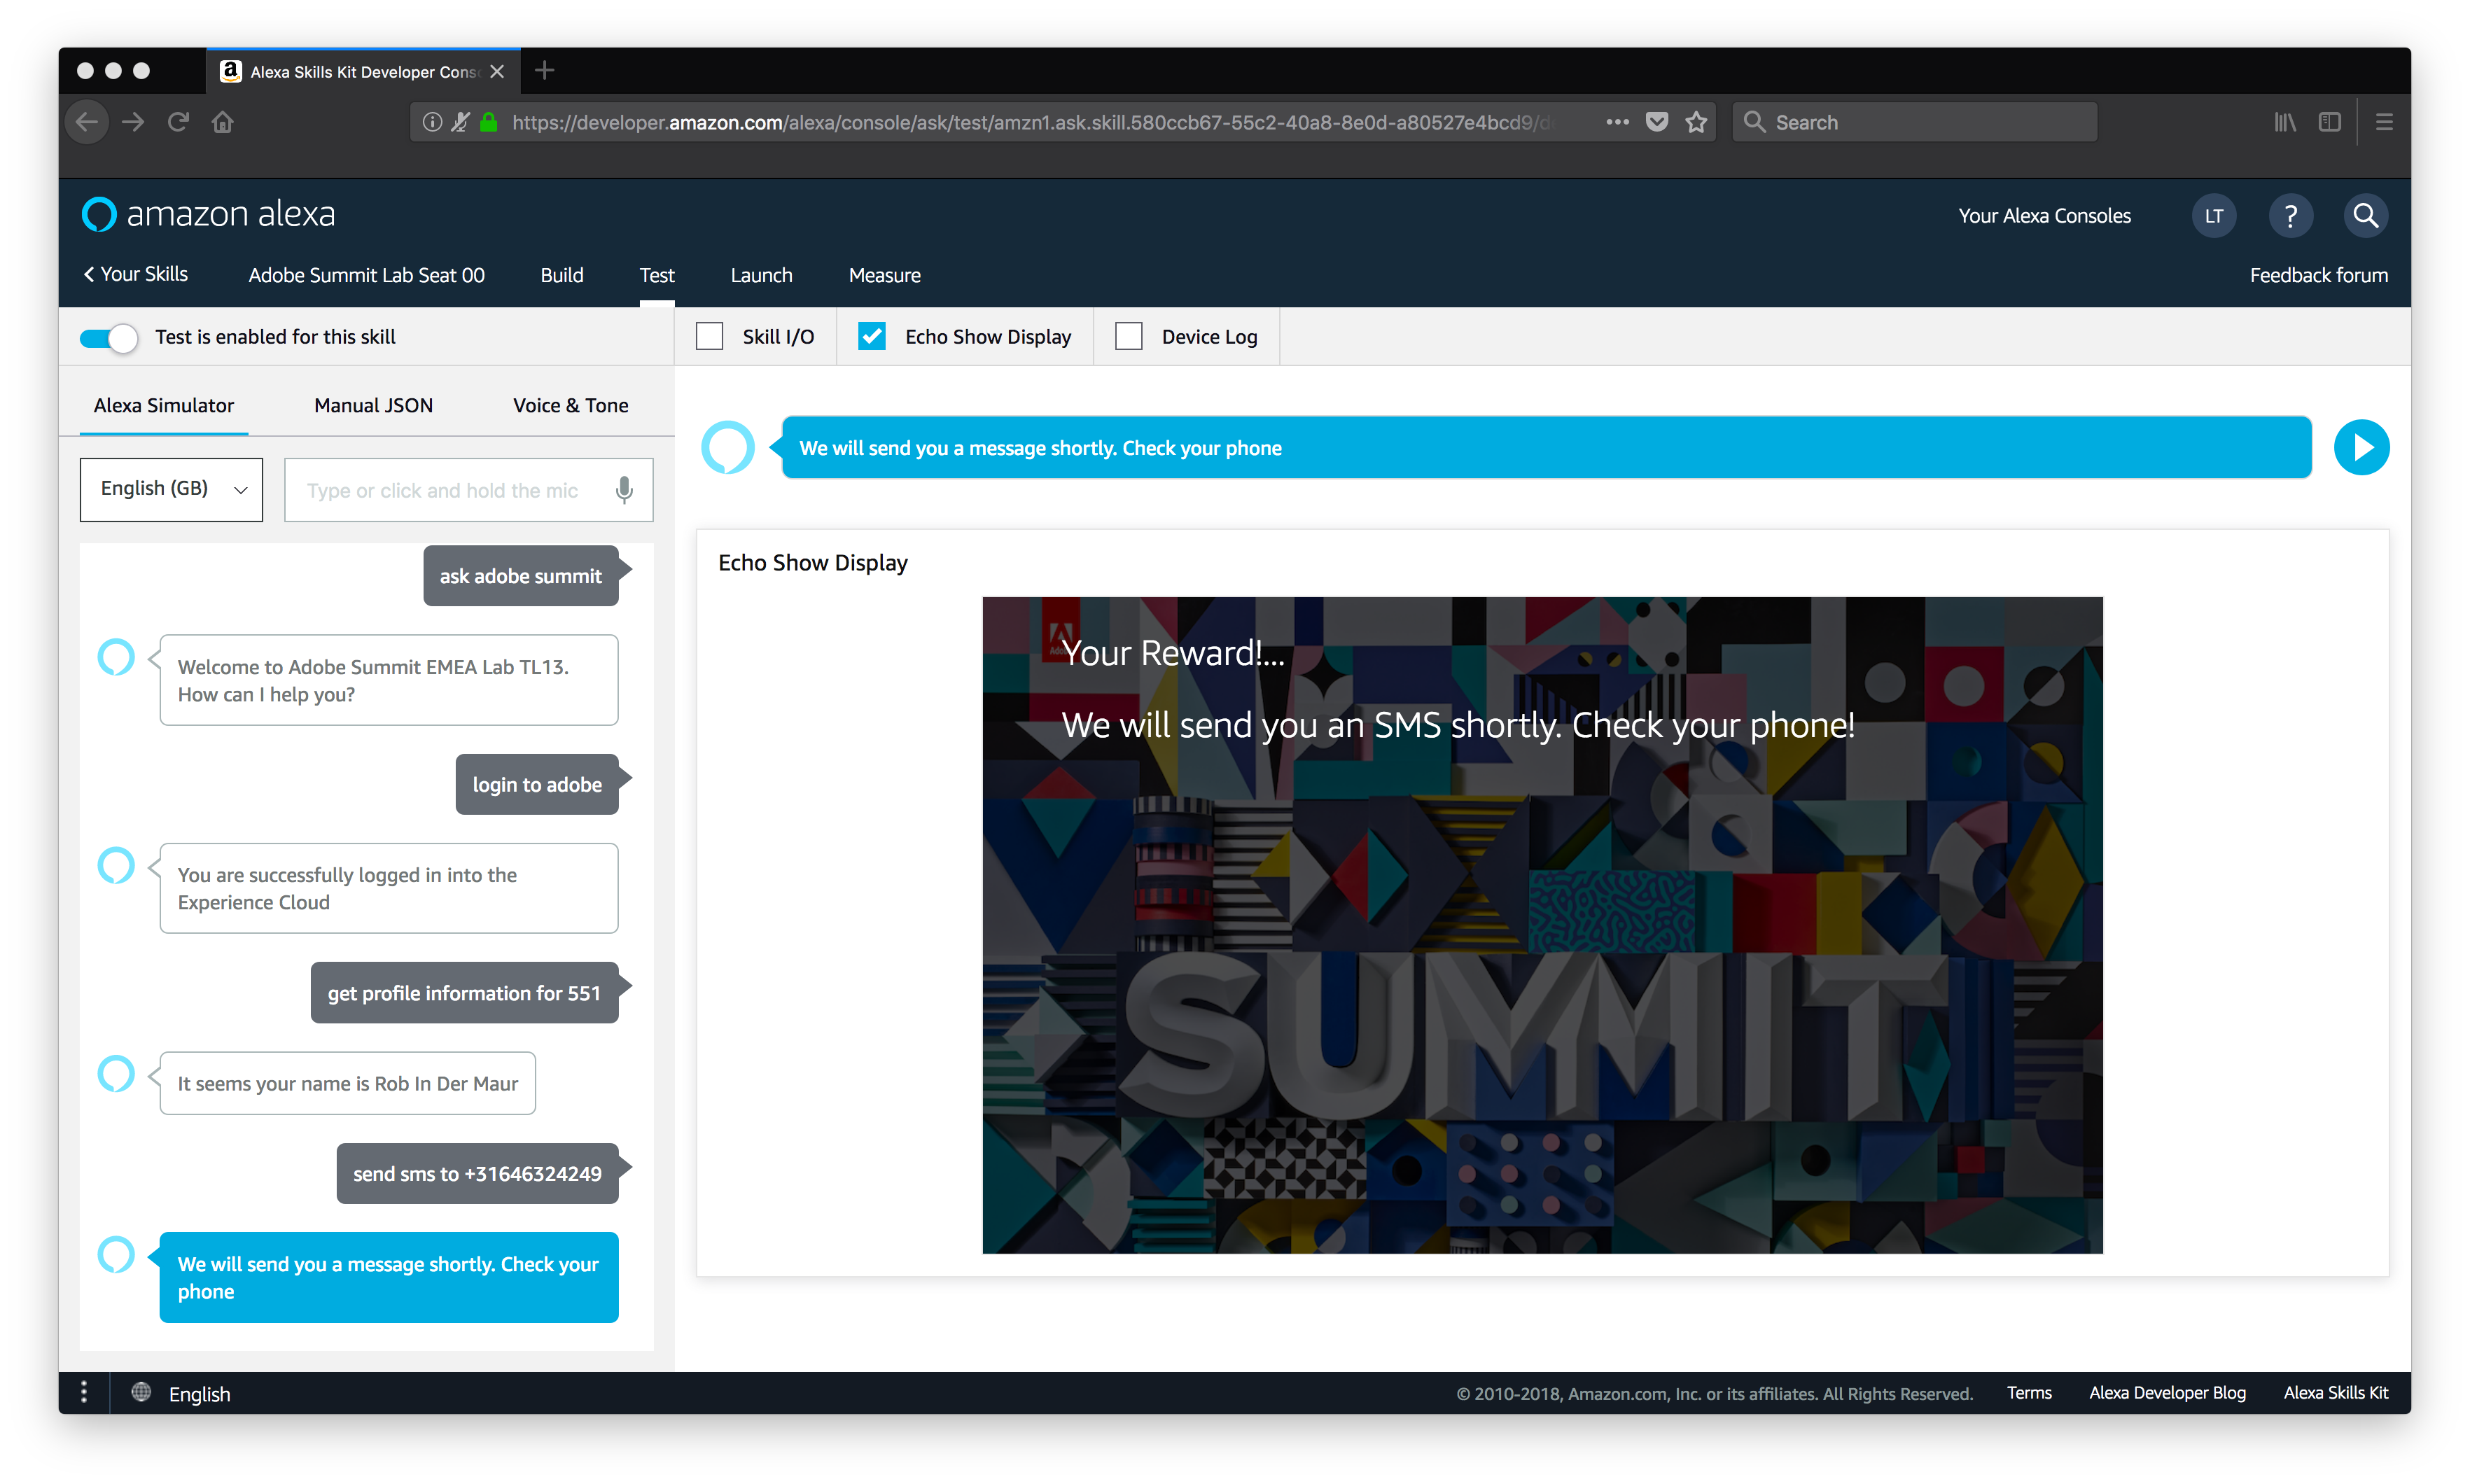 Alexa Skills Kit Developer Cons
https://developer.amazon.com/alexa/console/ask/test/amzn1.ask.skill.580ccb67-55c2-40a8-8e0d-a80527e4bcd9/d
Search
amazon alexa
Your Alexa Consoles
LT
?
Your Skills
Adobe Summit Lab Seat 00
Build
Test
Launch
Measure
Feedback forum
Test is enabled for this skill
Skill I/O
Echo Show Display
Device Log
Alexa Simulator
Manual JSON
Voice & Tone
English (GB)
Type or click and hold the mic
ask adobe summit
Welcome to Adobe Summit EMEA Lab TL13.
How can I help you?
login to adobe
You are successfully logged in into the
Experience Cloud
get profile information for 551
It seems your name is Rob In Der Maur
send sms to +31646324249
We will send you a message shortly. Check your
phone
We will send you a message shortly. Check your phone
Echo Show Display
Your Reward!...
We will send you an SMS shortly. Check your phone!
SUMMIT
English
© 2010-2018, Amazon.com, Inc. or its affiliates. All Rights Reserved.
Terms
Alexa Developer Blog
Alexa Skills Kit